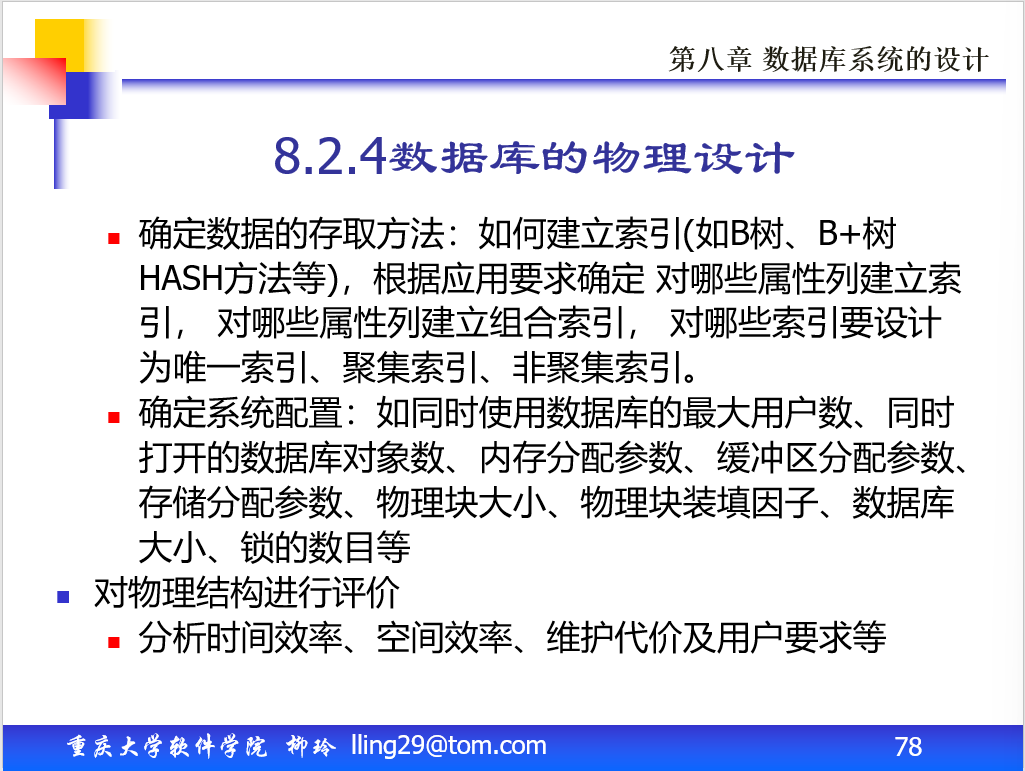 第八章 数据库系统的设计
8.2.4数据库的物理设计
确定数据的存取方法：如何建立索引(如B树、B+树
HASH方法等)，根据应用要求确定 对哪些属性列建立索
引， 对哪些属性列建立组合索引， 对哪些索引要设计
为唯一索引、聚集索引、非聚集索引。
确定系统配置：如同时使用数据库的最大用户数、同时
打开的数据库对象数、内存分配参数、缓冲区分配参数、
存储分配参数、物理块大小、物理块装填因子、数据库
大小、锁的数目等
对物理结构进行评价
分析时间效率、空间效率、维护代价及用户要求等
重庆大学软件学院 柳玲 lling29@tom.com
78